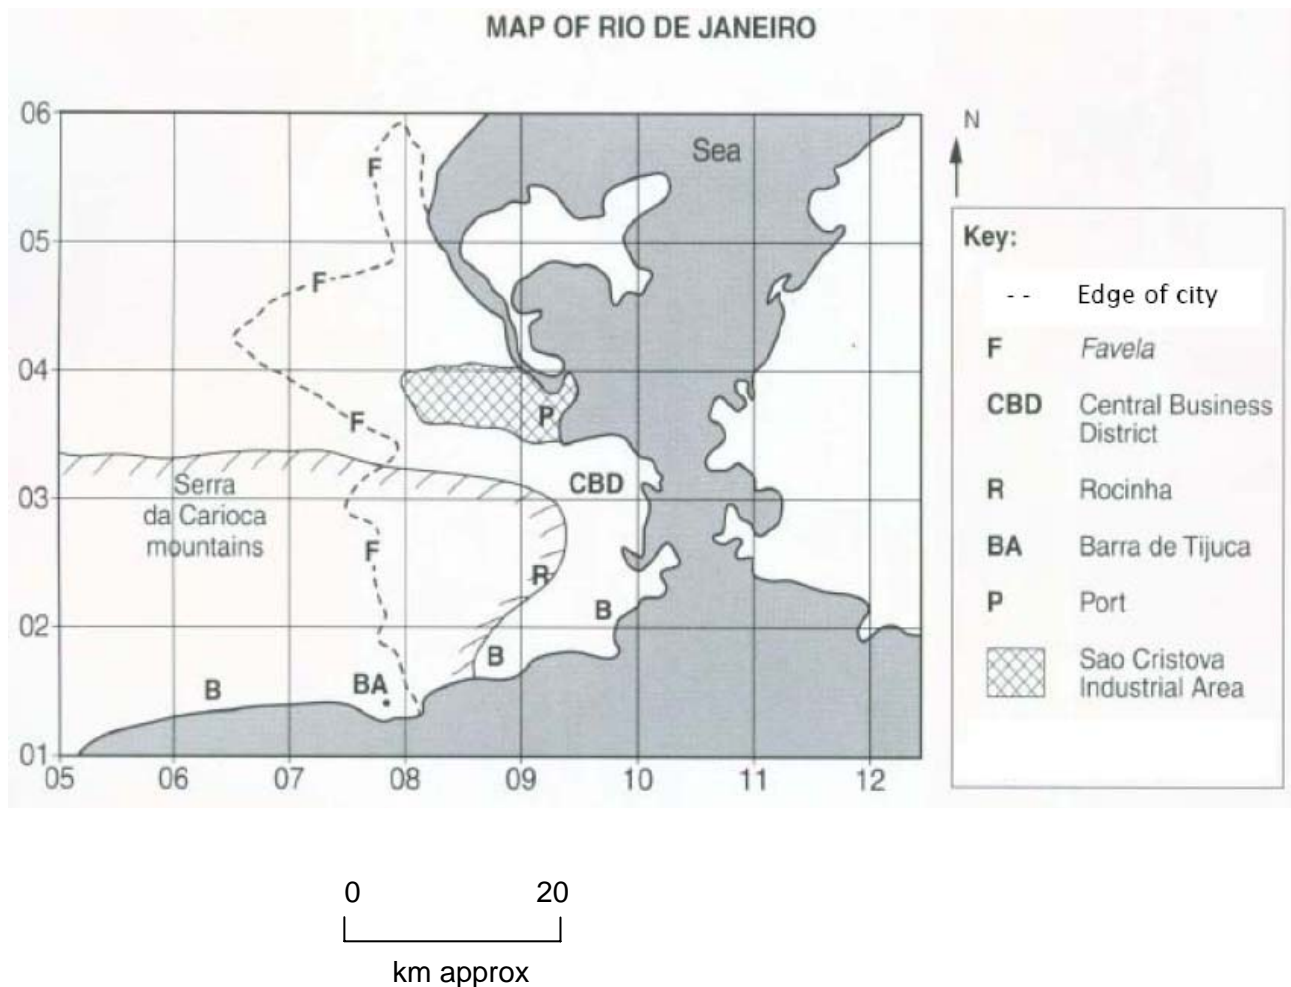 MAP OF RIO DE JANEIRO
06
05
04
03
02
01
05
06
07
08
09
10
11
12
Sea
F
F
F
P
CBD
Serra
da Carioca
mountains
F
R
B
B
B
BA
N
Key:
-- Edge of city
F Favela
CBD Central Business
District
R Rocinha
BA Barra de Tijuca
P Port
Sao Cristova
Industrial Area
0 20
km approx